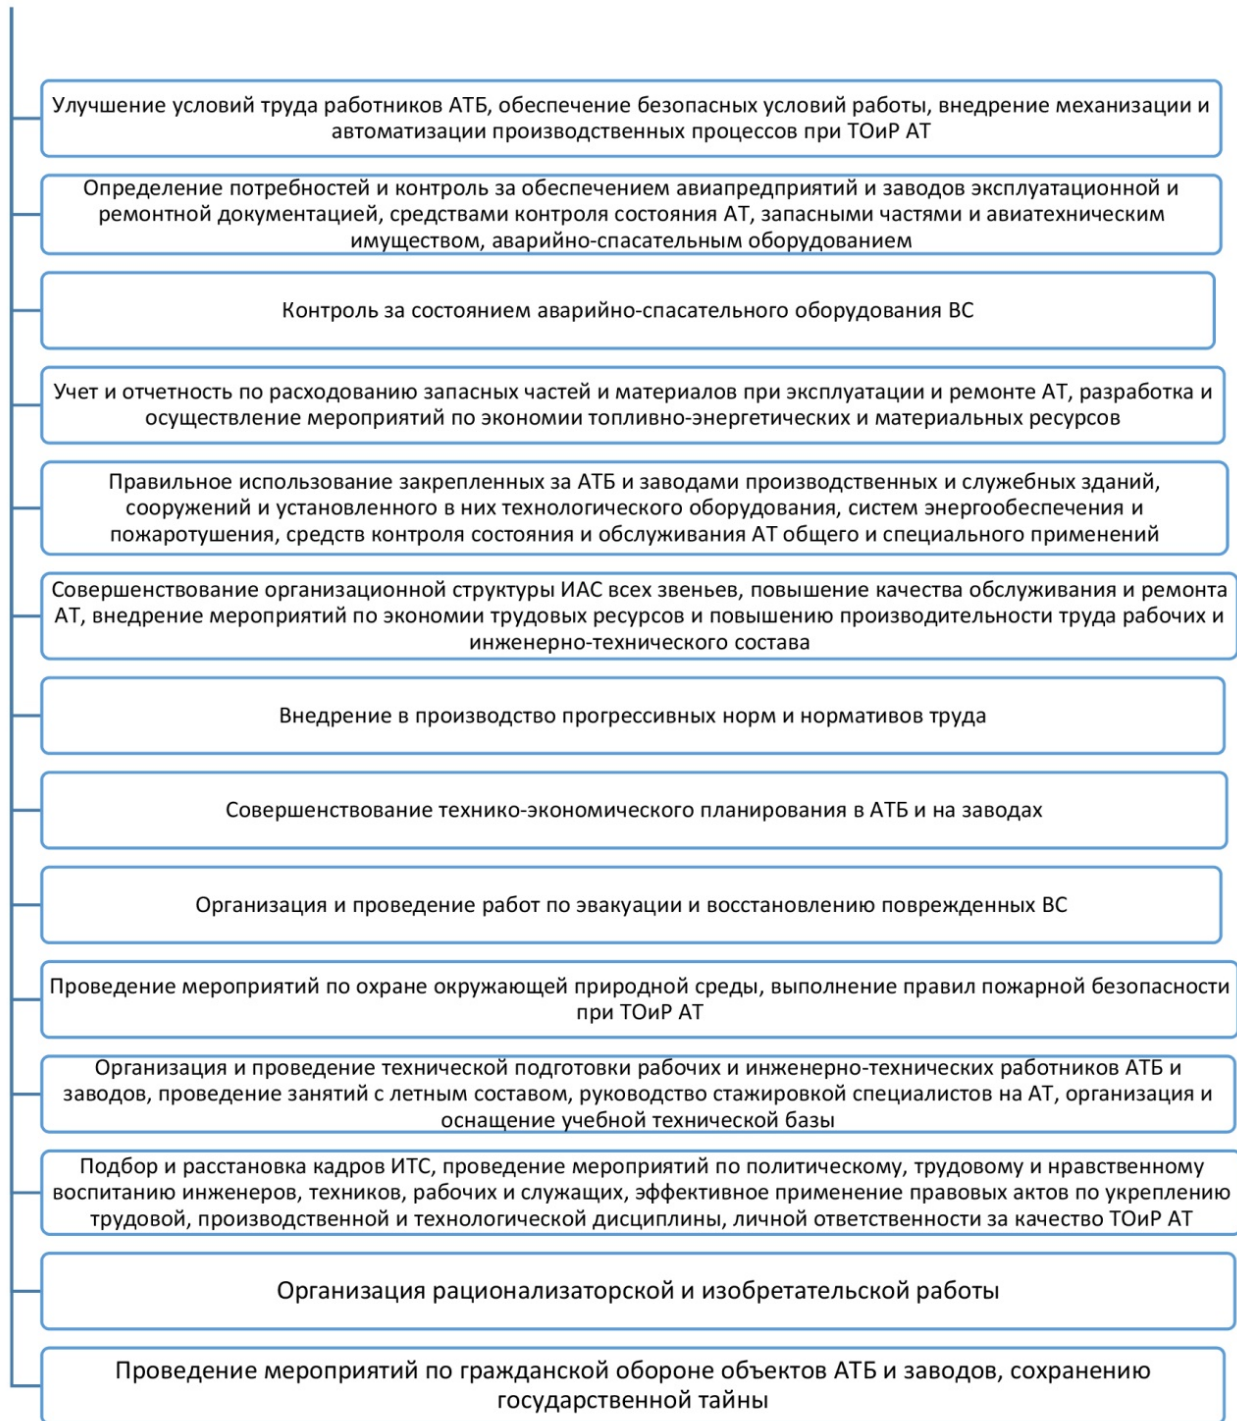 Улучшение условий труда работников АТБ, обеспечение безопасных условий работы, внедрение механизации и
автоматизации производственных процессов при ТОиР АТ
Определение потребностей и контроль за обеспечением авиапредприятий и заводов эксплуатационной и
ремонтной документацией, средствами контроля состояния АТ, запасными частями и авиатехническим
имуществом, аварийно-спасательным оборудованием
Контроль за состоянием аварийно-спасательного оборудования ВС
Учет и отчетность по расходованию запасных частей и материалов при эксплуатации и ремонте АТ, разработка и
осуществление мероприятий по экономии топливно-энергетических и материальных ресурсов
Правильное использование закрепленных за АТБ и заводами производственных и служебных зданий,
сооружений и установленного в них технологического оборудования, систем энергообеспечения и
пожаротушения, средств контроля состояния и обслуживания АТ общего и специального применений
Совершенствование организационной структуры ИАС всех звеньев, повышение качества обслуживания и ремонта
АТ, внедрение мероприятий по экономии трудовых ресурсов и повышению производительности труда рабочих и
инженерно-технического состава
Внедрение в производство прогрессивных норм и нормативов труда
Совершенствование технико-экономического планирования в АТБ и на заводах
Организация и проведение работ по эвакуации и восстановлению поврежденных ВС
Проведение мероприятий по охране окружающей природной среды, выполнение правил пожарной безопасности
при ТОиР АТ
Организация и проведение технической подготовки рабочих и инженерно-технических работников АТБ и
заводов, проведение занятий с летным составом, руководство стажировкой специалистов на АТ, организация и
оснащение учебной технической базы
Подбор и расстановка кадров ИТС, проведение мероприятий по политическому, трудовому и нравственному
воспитанию инженеров, техников, рабочих и служащих, эффективное применение правовых актов по укреплению
трудовой, производственной и технологической дисциплины, личной ответственности за качество ТОиР АТ
Организация рационализаторской и изобретательской работы
Проведение мероприятий по гражданской обороне объектов АТБ и заводов, сохранению
государственной тайны